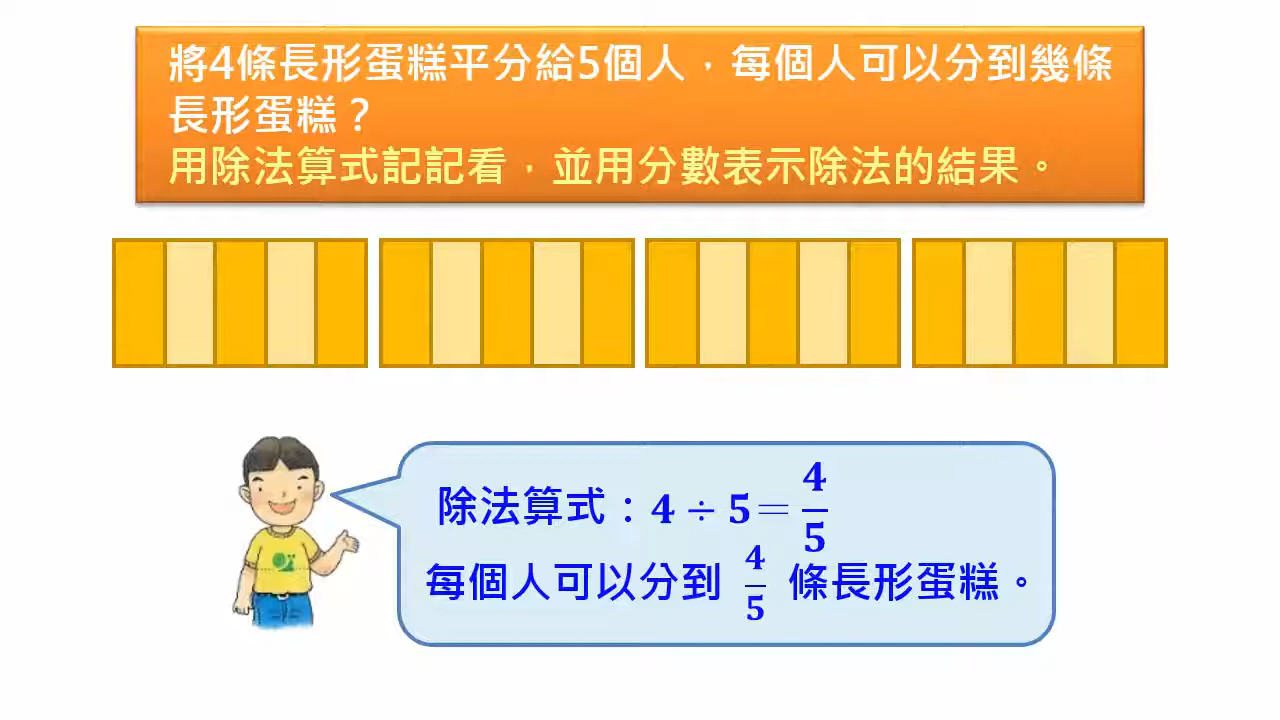 將4條長形蛋糕平分給5個人，每個人可以分到幾條
長形蛋糕？
用除法算式記記看，並用分數表示除法的結果。
除法算式：4 ÷ 5＝4/5
每個人可以分到 4/5 條長形蛋糕。